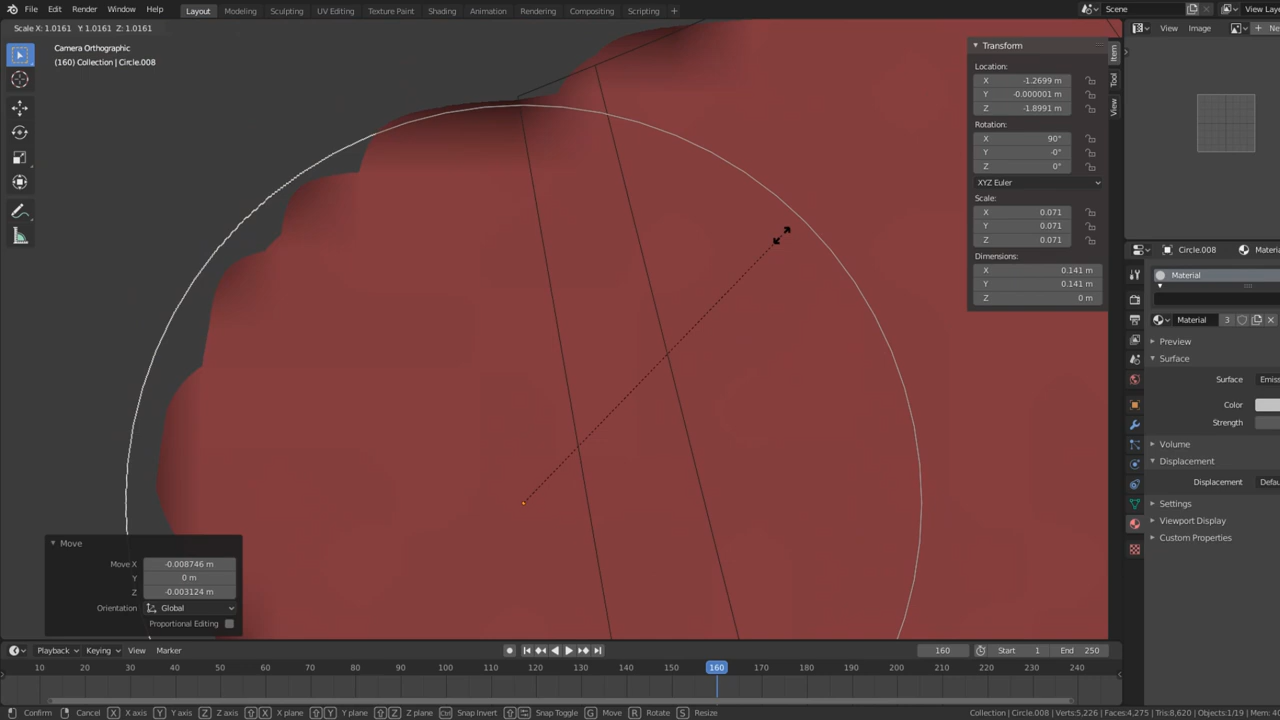 File Edit Render Window Help Layout Modeling Sculpting UV Editing Texture Paint Shading Animation Rendering Compositing Scripting + Scene View Layer
Scale X: 1.0161 Y: 1.0161 Z: 1.0161
View Image
Camera Orthographic
(160) Collection | Circle.008
Transform
Location:
X -1.2699 m
Y -0.000001 m
Z -1.8991 m
Rotation:
X 90°
Y -0°
Z 0°
XYZ Euler
Scale:
X 0.071
Y 0.071
Z 0.071
Dimensions:
X 0.141 m
Y 0.141 m
Z 0 m
Item
Tool
View
Circle.008
Material
Material 3
Preview
Surface
Surface Emiss
Color
Strength
Volume
Displacement
Displacement
Settings
Viewport Display
Custom Properties
Move
Move X -0.008746 m
Y 0 m
Z -0.003124 m
Orientation Global
Proportional Editing
Playback Keying View Marker 160 Start 1 End 250
10 20 30 40 50 60 70 80 90 100 110 120 130 140 150 160 170 180 190 200 210 220 230 240
Confirm Cancel X X axis Y Y axis Z Z axis X X plane Y Y plane Z Z plane Ctrl Snap Invert Snap Toggle G Move R Rotate S Resize Collection | Circle.008 | Verts:5,226 | Faces:4,275 | Tris:8,620 | Objects:1/19